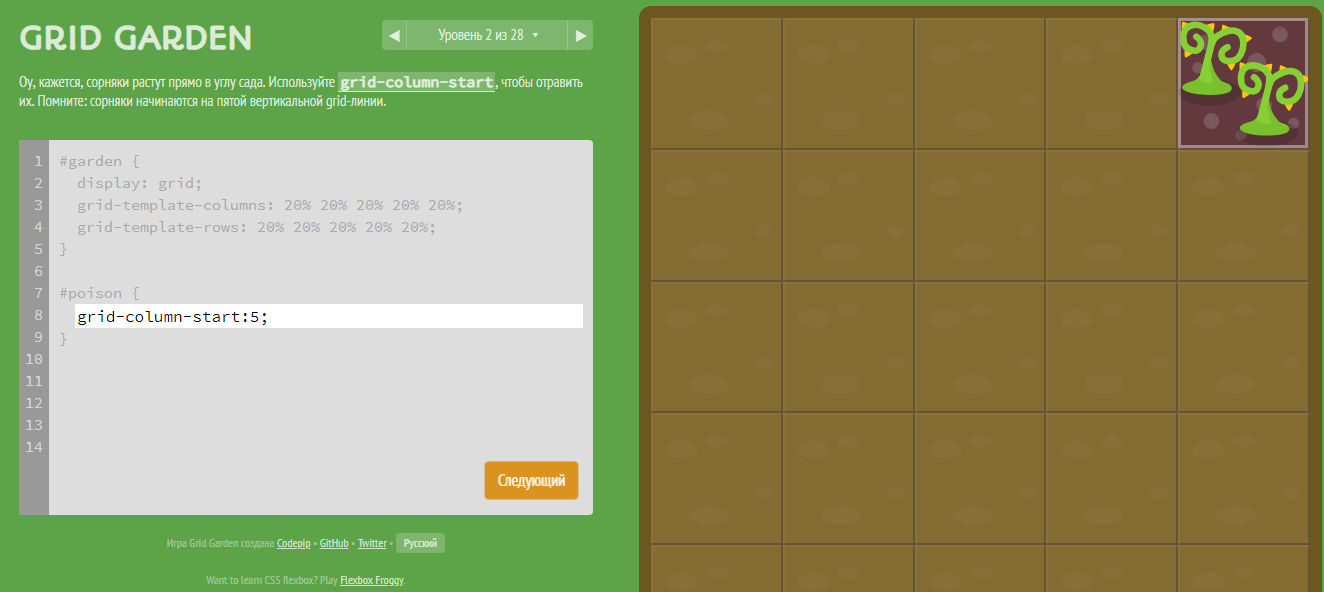 GRID GARDEN
◀ Уровень 2 из 28 ▾ ▶
Оу, кажется, сорняки растут прямо в углу сада. Используйте grid-column-start, чтобы отравить
их. Помните: сорняки начинаются на пятой вертикальной grid-линии.
1 #garden {
2 display: grid;
3 grid-template-columns: 20% 20% 20% 20% 20%;
4 grid-template-rows: 20% 20% 20% 20% 20%;
5 }
6
7 #poison {
8 grid-column-start:5;
9 }
10
11
12
13
14
Следующий
Игра Grid Garden создана Codepip • GitHub • Twitter • Русский
Want to learn CSS flexbox? Play Flexbox Froggy.